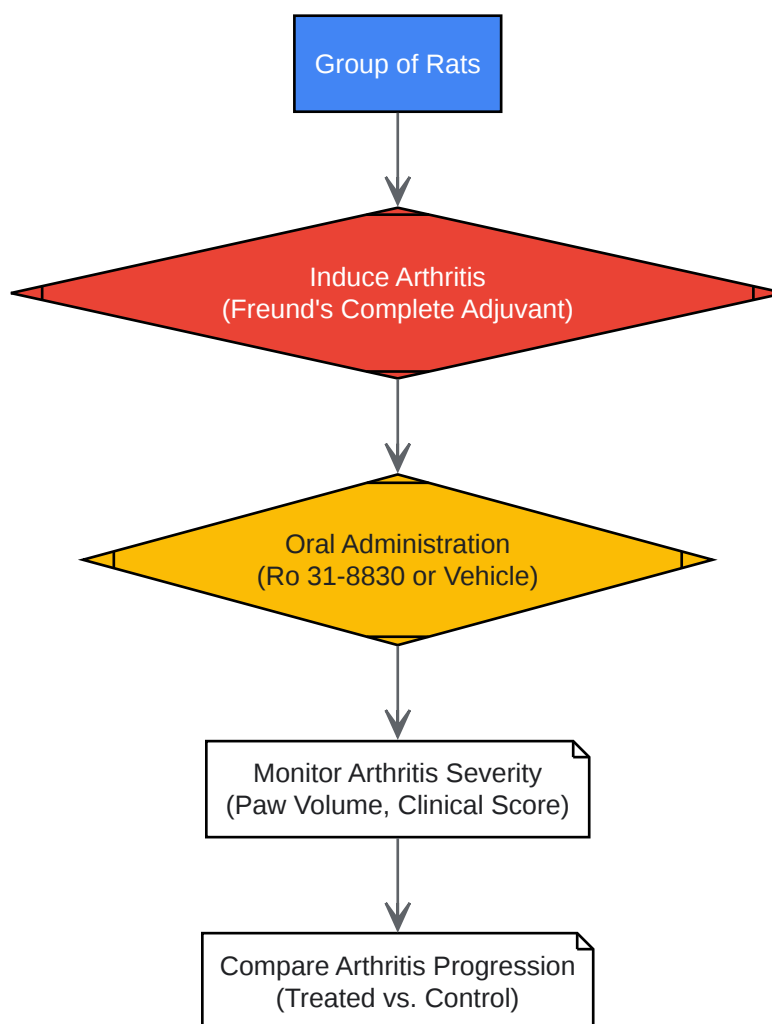 Group of Rats
Induce Arthritis
(Freund's Complete Adjuvant)
Oral Administration
(Ro 31-8830 or Vehicle)
Monitor Arthritis Severity
(Paw Volume, Clinical Score)
Compare Arthritis Progression
(Treated vs. Control)